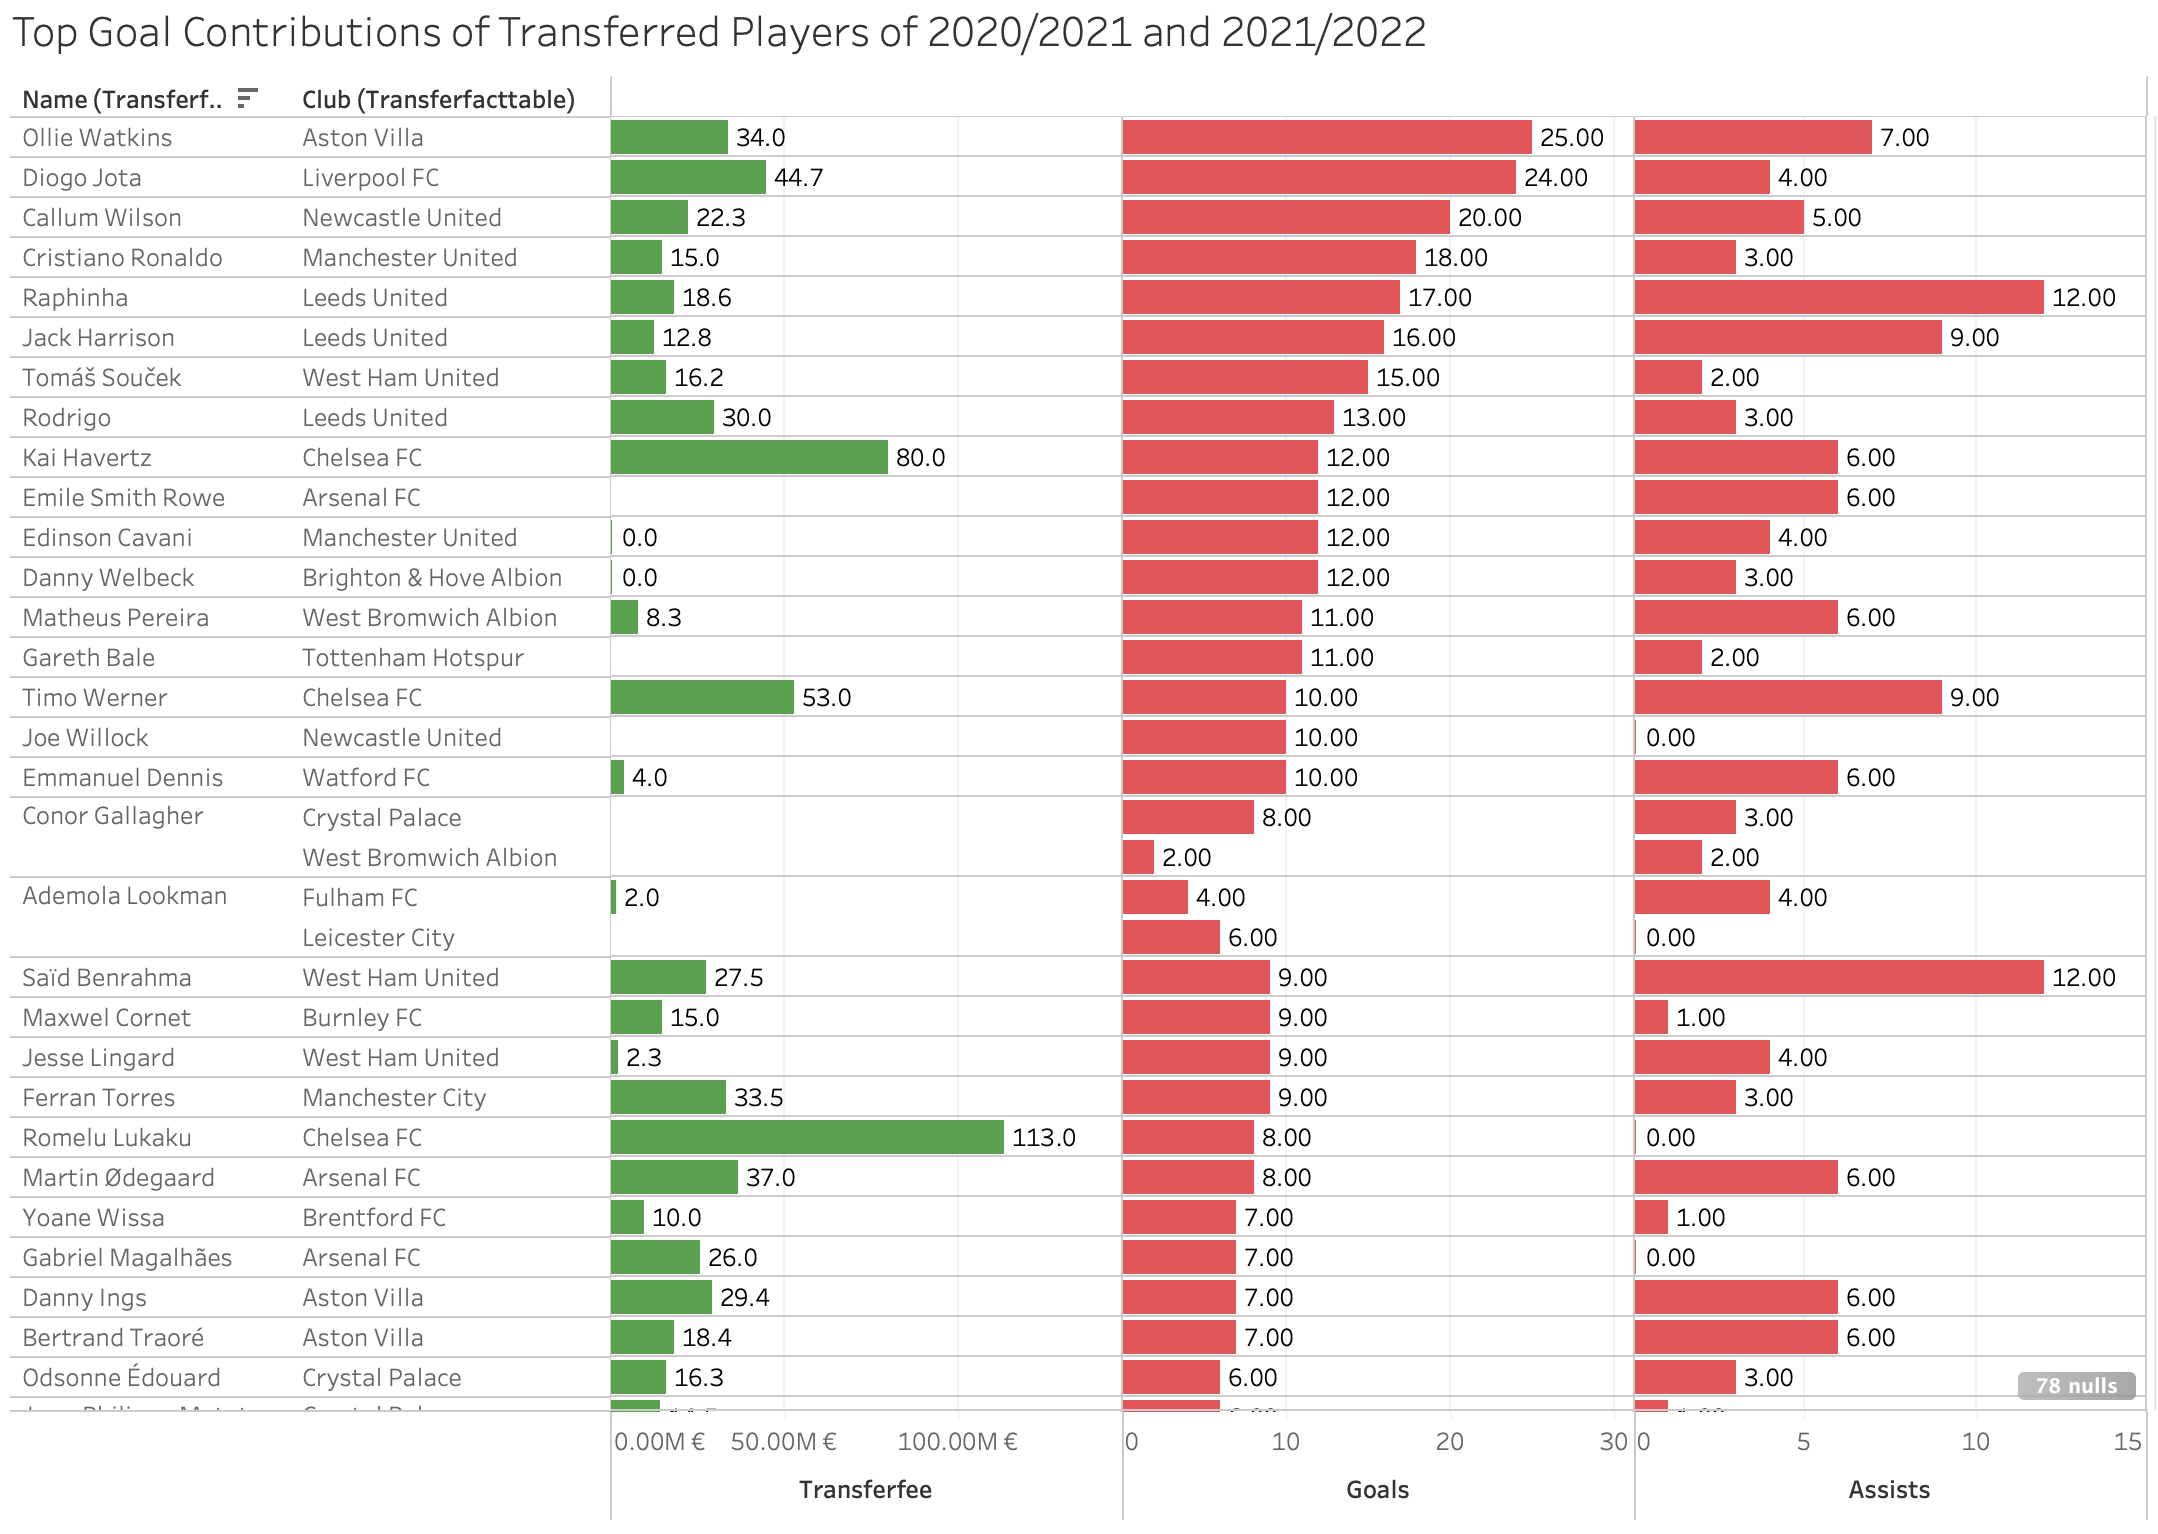 Top Goal Contributions of Transferred Players of 2020/2021 and 2021/2022
Name (Transferf.. Club (Transferfacttable)
Ollie Watkins Aston Villa 34.0 25.00 7.00
Diogo Jota Liverpool FC 44.7 24.00 4.00
Callum Wilson Newcastle United 22.3 20.00 5.00
Cristiano Ronaldo Manchester United 15.0 18.00 3.00
Raphinha Leeds United 18.6 17.00 12.00
Jack Harrison Leeds United 12.8 16.00 9.00
Tomáš Souček West Ham United 16.2 15.00 2.00
Rodrigo Leeds United 30.0 13.00 3.00
Kai Havertz Chelsea FC 80.0 12.00 6.00
Emile Smith Rowe Arsenal FC 12.00 6.00
Edinson Cavani Manchester United 0.0 12.00 4.00
Danny Welbeck Brighton & Hove Albion 0.0 12.00 3.00
Matheus Pereira West Bromwich Albion 8.3 11.00 6.00
Gareth Bale Tottenham Hotspur 11.00 2.00
Timo Werner Chelsea FC 53.0 10.00 9.00
Joe Willock Newcastle United 10.00 0.00
Emmanuel Dennis Watford FC 4.0 10.00 6.00
Conor Gallagher Crystal Palace 8.00 3.00
West Bromwich Albion 2.00 2.00
Ademola Lookman Fulham FC 2.0 4.00 4.00
Leicester City 6.00 0.00
Saïd Benrahma West Ham United 27.5 9.00 12.00
Maxwel Cornet Burnley FC 15.0 9.00 1.00
Jesse Lingard West Ham United 2.3 9.00 4.00
Ferran Torres Manchester City 33.5 9.00 3.00
Romelu Lukaku Chelsea FC 113.0 8.00 0.00
Martin Ødegaard Arsenal FC 37.0 8.00 6.00
Yoane Wissa Brentford FC 10.0 7.00 1.00
Gabriel Magalhães Arsenal FC 26.0 7.00 0.00
Danny Ings Aston Villa 29.4 7.00 6.00
Bertrand Traoré Aston Villa 18.4 7.00 6.00
Odsonne Édouard Crystal Palace 16.3 6.00 3.00
78 nulls
0.00M € 50.00M € 100.00M € 0 10 20 30 0 5 10 15
Transferfee Goals Assists